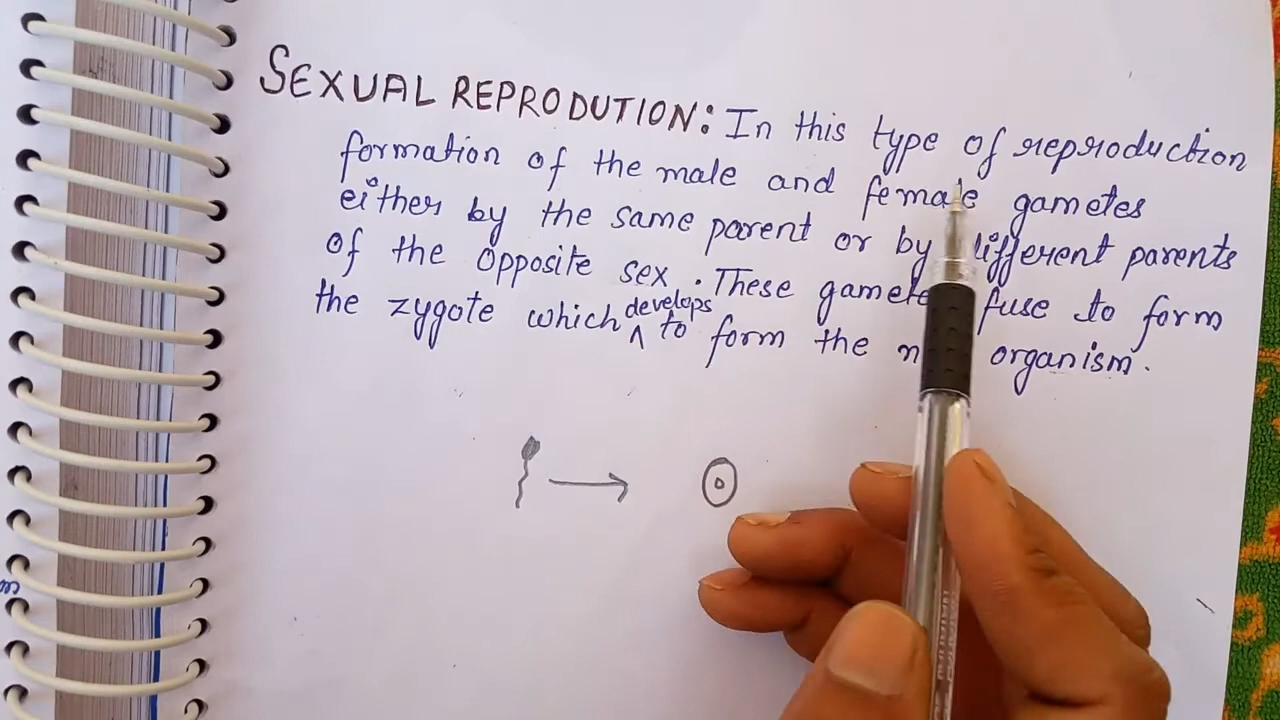 SEXUAL REPRODUTION: In this type of reproduction
formation of the male and female gametes
either by the same parent or by different parents
of the opposite sex. These gametes fuse to form
the zygote which develops to form the organism.